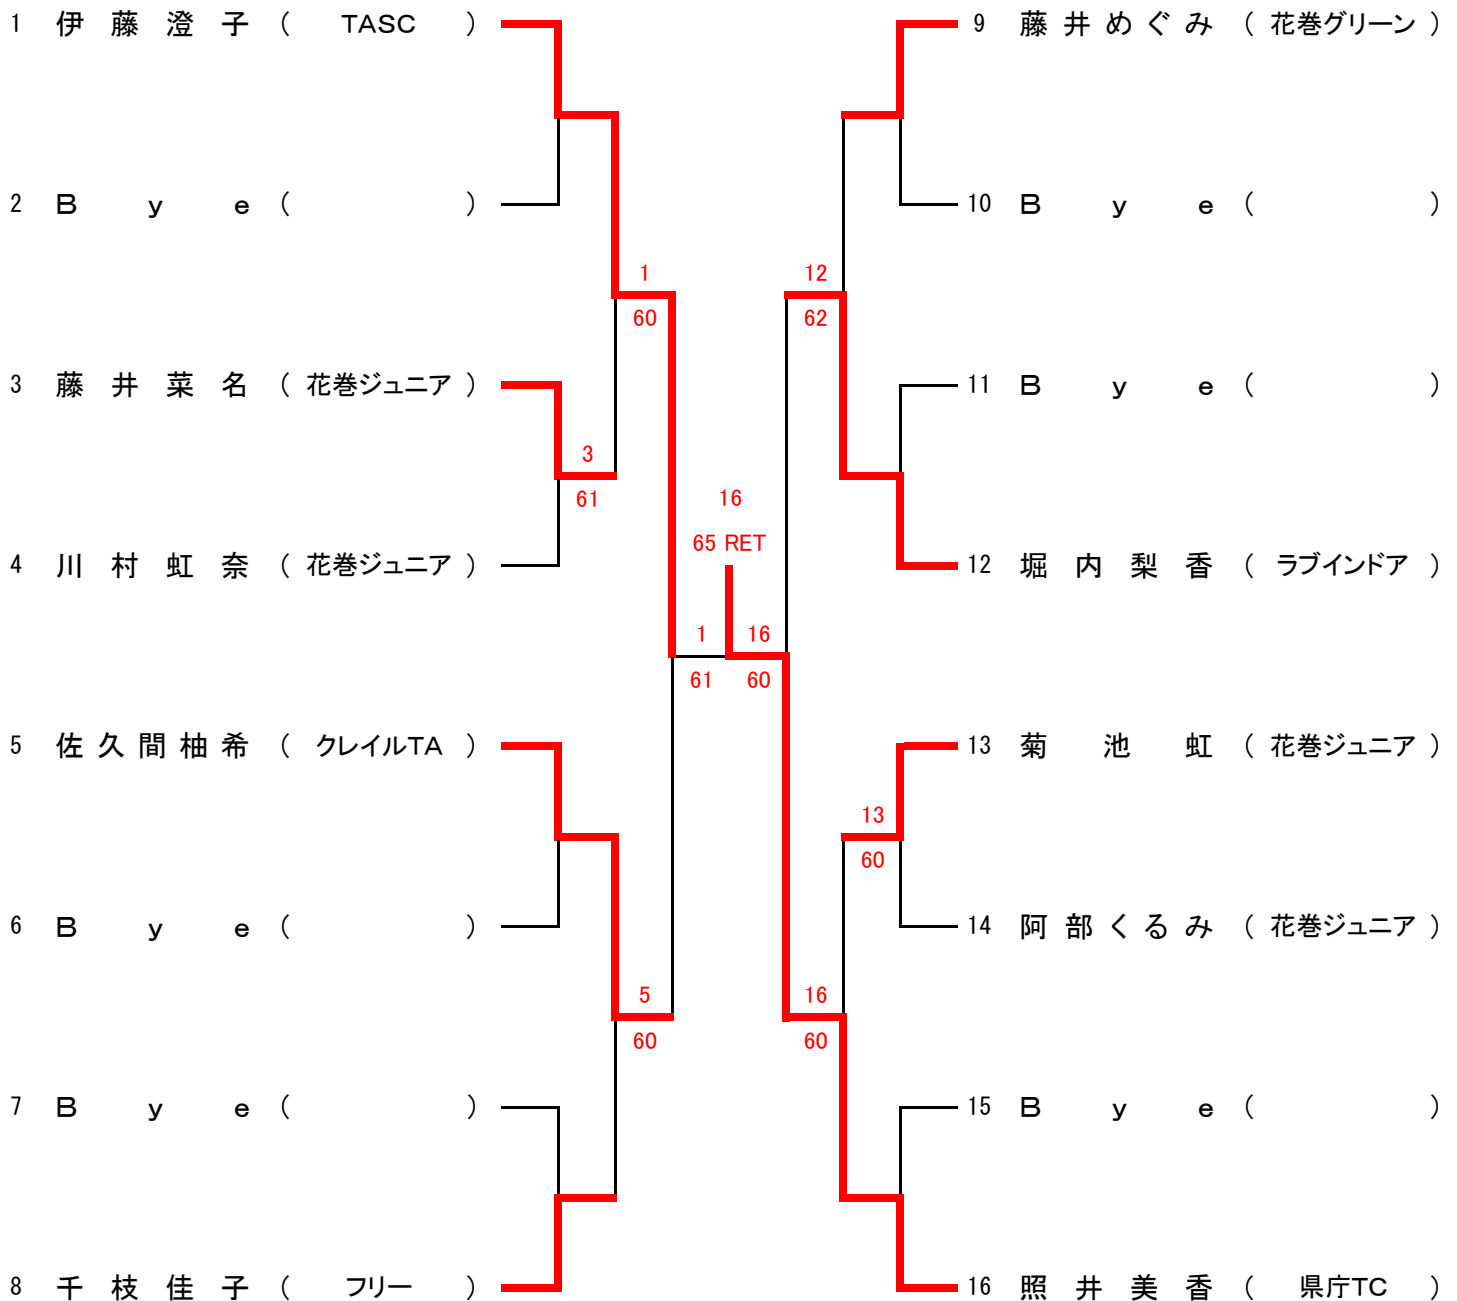 1 伊藤澄子 ( TASC )
9 藤井めぐみ ( 花巻グリーン )
2 Bye ( )
10 Bye ( )
1
12
60
62
3 藤井菜名 ( 花巻ジュニア )
11 Bye ( )
3
61
16
65 RET
4 川村虹奈 ( 花巻ジュニア )
12 堀内梨香 ( ラブインドア )
1
16
61
60
5 佐久間柚希 ( クレイルTA )
13 菊池虹 ( 花巻ジュニア )
13
60
6 Bye ( )
14 阿部くるみ ( 花巻ジュニア )
5
16
60
60
7 Bye ( )
15 Bye ( )
8 千枝佳子 ( フリー )
16 照井美香 ( 県庁TC )